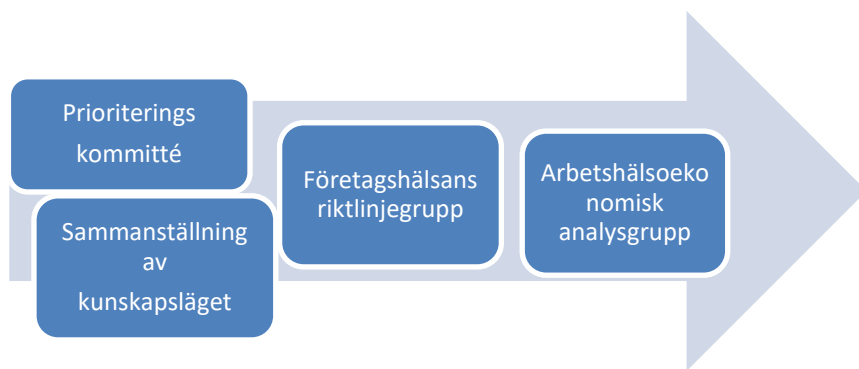 Prioriterings
kommitté
Sammanställning
av
kunskapsläget
Företagshälsans
riktlinjegrupp
Arbetshälsoeko
nomisk
analysgrupp